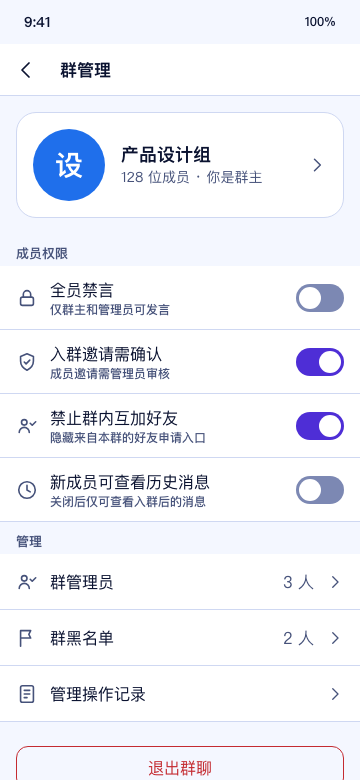 9:41
100%
群管理
设
产品设计组
128 位成员 · 你是群主
成员权限
全员禁言
仅群主和管理员可发言
入群邀请需确认
成员邀请需管理员审核
禁止群内互加好友
隐藏来自本群的好友申请入口
新成员可查看历史消息
关闭后仅可查看入群后的消息
管理
群管理员
3 人
群黑名单
2 人
管理操作记录
退出群聊